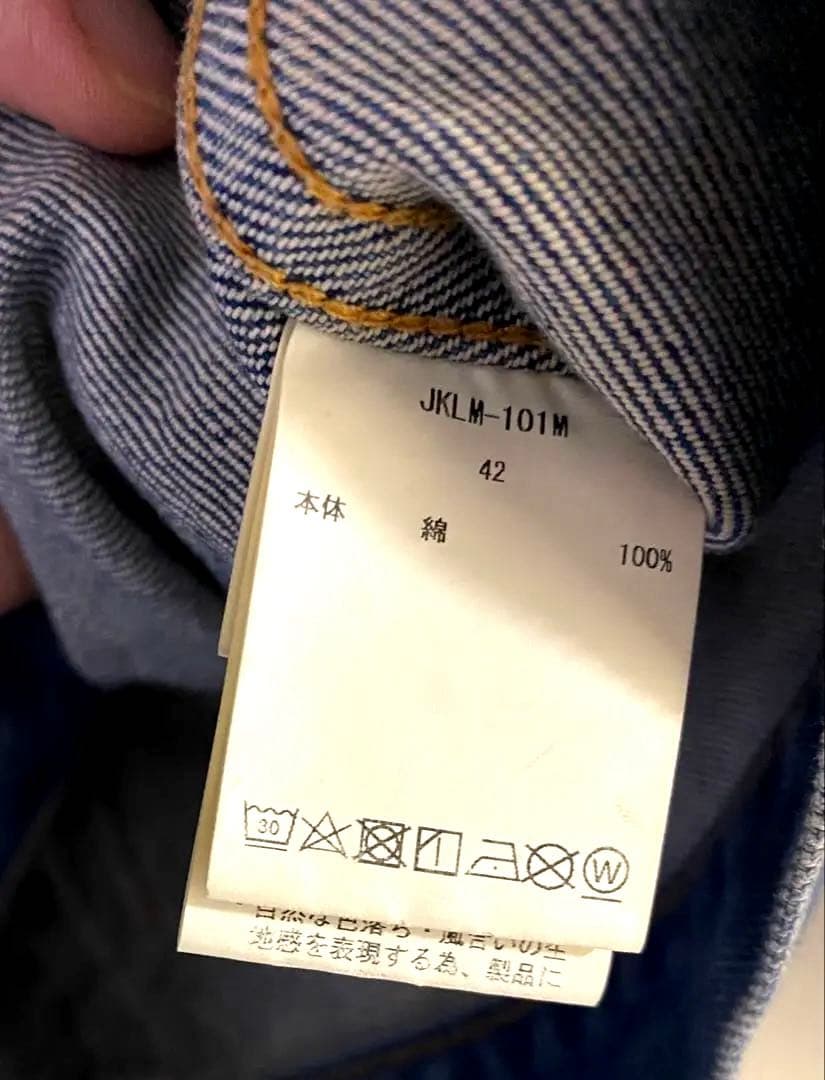 JKLM-101M
42
本体 綿 100%
30 W
自然な色落ち・風合いの生
地感を表現する為、製品に